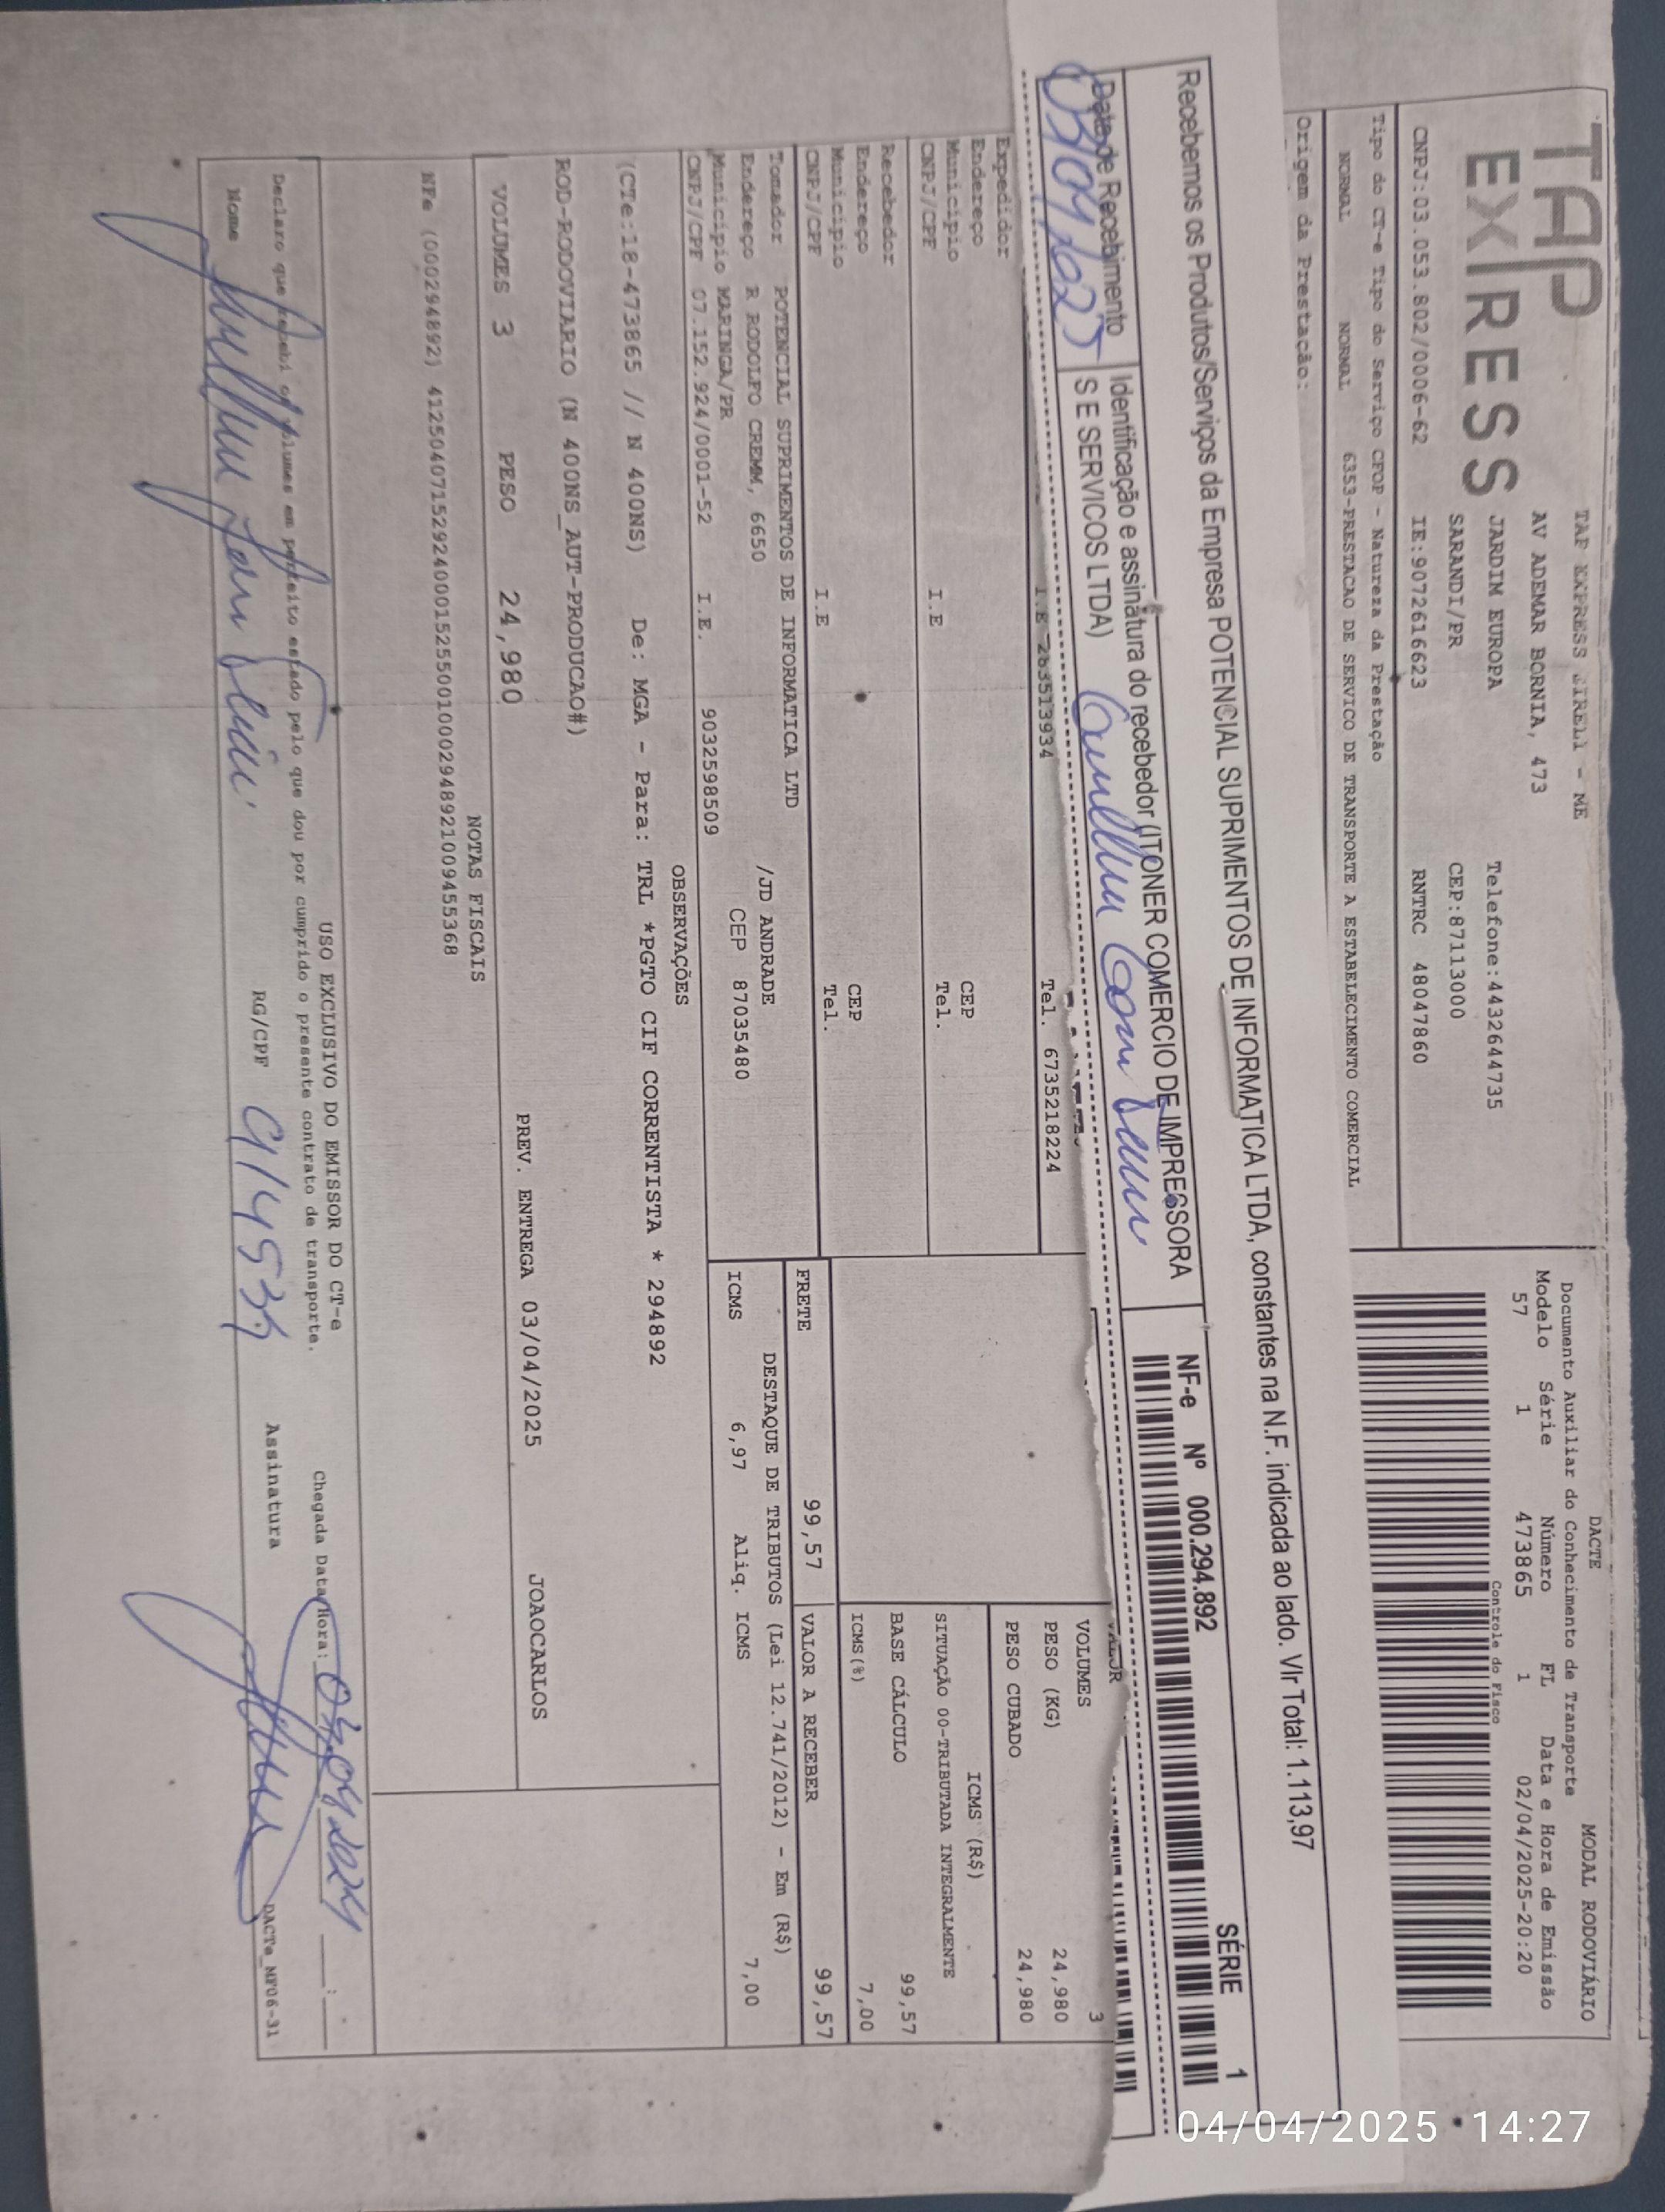 TAP EXPRESS
TAP EXPRESS EIRELI - ME
AV ADEMAR BORNIA, 473
JARDIM EUROPA Telefone:4432644735
SARANDI/PR CEP:87113000
CNPJ:03.053.802/0006-62 IE:9072616623 RNTRC 48047860
DACTE MODAL RODOVIÁRIO
Documento Auxiliar do Conhecimento de Transporte
Modelo Série Número FL Data e Hora de Emissão
57 1 473865 1 02/04/2025-20:20
Controle do Fisco
Tipo do CT-e Tipo do Serviço CFOP - Natureza da Prestação
NORMAL NORMAL 6353-PRESTACAO DE SERVICO DE TRANSPORTE A ESTABELECIMENTO COMERCIAL
Origem da Prestação:
Recebemos os Produtos/Serviços da Empresa POTENCIAL SUPRIMENTOS DE INFORMATICA LTDA, constantes na N.F. indicada ao lado. Vlr Total: 1.113,97
Data de Recebimento Identificação e assinatura do recebedor (ITONER COMERCIO DE IMPRESSORA
S E SERVICOS LTDA)
03/04/2025
NF-e Nº 000.294.892 SÉRIE 1
I.E 283513934 Tel. 6735218224
Expedidor
Endereço CEP
Município Tel.
CNPJ/CPF I.E
Recebedor
Endereço CEP
Município Tel.
CNPJ/CPF I.E
Tomador POTENCIAL SUPRIMENTOS DE INFORMATICA LTD
Endereço R RODOLFO CREMM, 6650 /JD ANDRADE
Município MARINGA/PR CEP 87035480
CNPJ/CPF 07.152.924/0001-52 I.E. 9032598509
VALOR
VOLUMES 3
PESO (KG) 24,980
PESO CUBADO 24,980
ICMS (R$)
SITUAÇÃO 00-TRIBUTADA INTEGRALMENTE
BASE CÁLCULO 99,57
ICMS(%) 7,00
FRETE 99,57 VALOR A RECEBER 99,57
DESTAQUE DE TRIBUTOS (Lei 12.741/2012) - Em (R$)
ICMS 6,97 Aliq. ICMS 7,00
OBSERVAÇÕES
(CTe:18-473865 // N 400NS) De: MGA - Para: TRL *PGTO CIF CORRENTISTA * 294892
ROD-RODOVIARIO (N 400NS_AUT-PRODUCAO#)
VOLUMES 3 PESO 24,980 PREV. ENTREGA 03/04/2025 JOAOCARLOS
NOTAS FISCAIS
NFe (000294892) 41250407152924000152550010002948921009455368
USO EXCLUSIVO DO EMISSOR DO CT-e
Declaro que recebi os volumes em perfeito estado pelo que dou por cumprido o presente contrato de transporte.
Chegada Data/Hora: __:__
Nome RG/CPF Assinatura
DACTe_MF06-31
04/04/2025 14:27